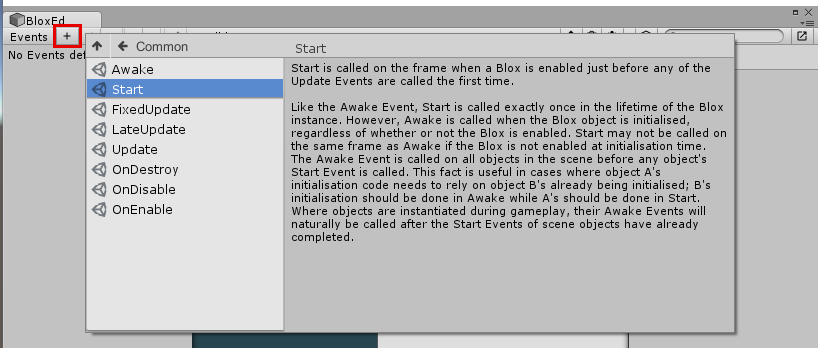 BloxEd
Events +
No Events def
Common
Start
Awake
Start
FixedUpdate
LateUpdate
Update
OnDestroy
OnDisable
OnEnable
Start is called on the frame when a Blox is enabled just before any of the
Update Events are called the first time.
Like the Awake Event, Start is called exactly once in the lifetime of the Blox
instance. However, Awake is called when the Blox object is initialised,
regardless of whether or not the Blox is enabled. Start may not be called on
the same frame as Awake if the Blox is not enabled at initialisation time.
The Awake Event is called on all objects in the scene before any object's
Start Event is called. This fact is useful in cases where object A's
initialisation code needs to rely on object B's already being initialised; B's
initialisation should be done in Awake while A's should be done in Start.
Where objects are instantiated during gameplay, their Awake Events will
naturally be called after the Start Events of scene objects have already
completed.